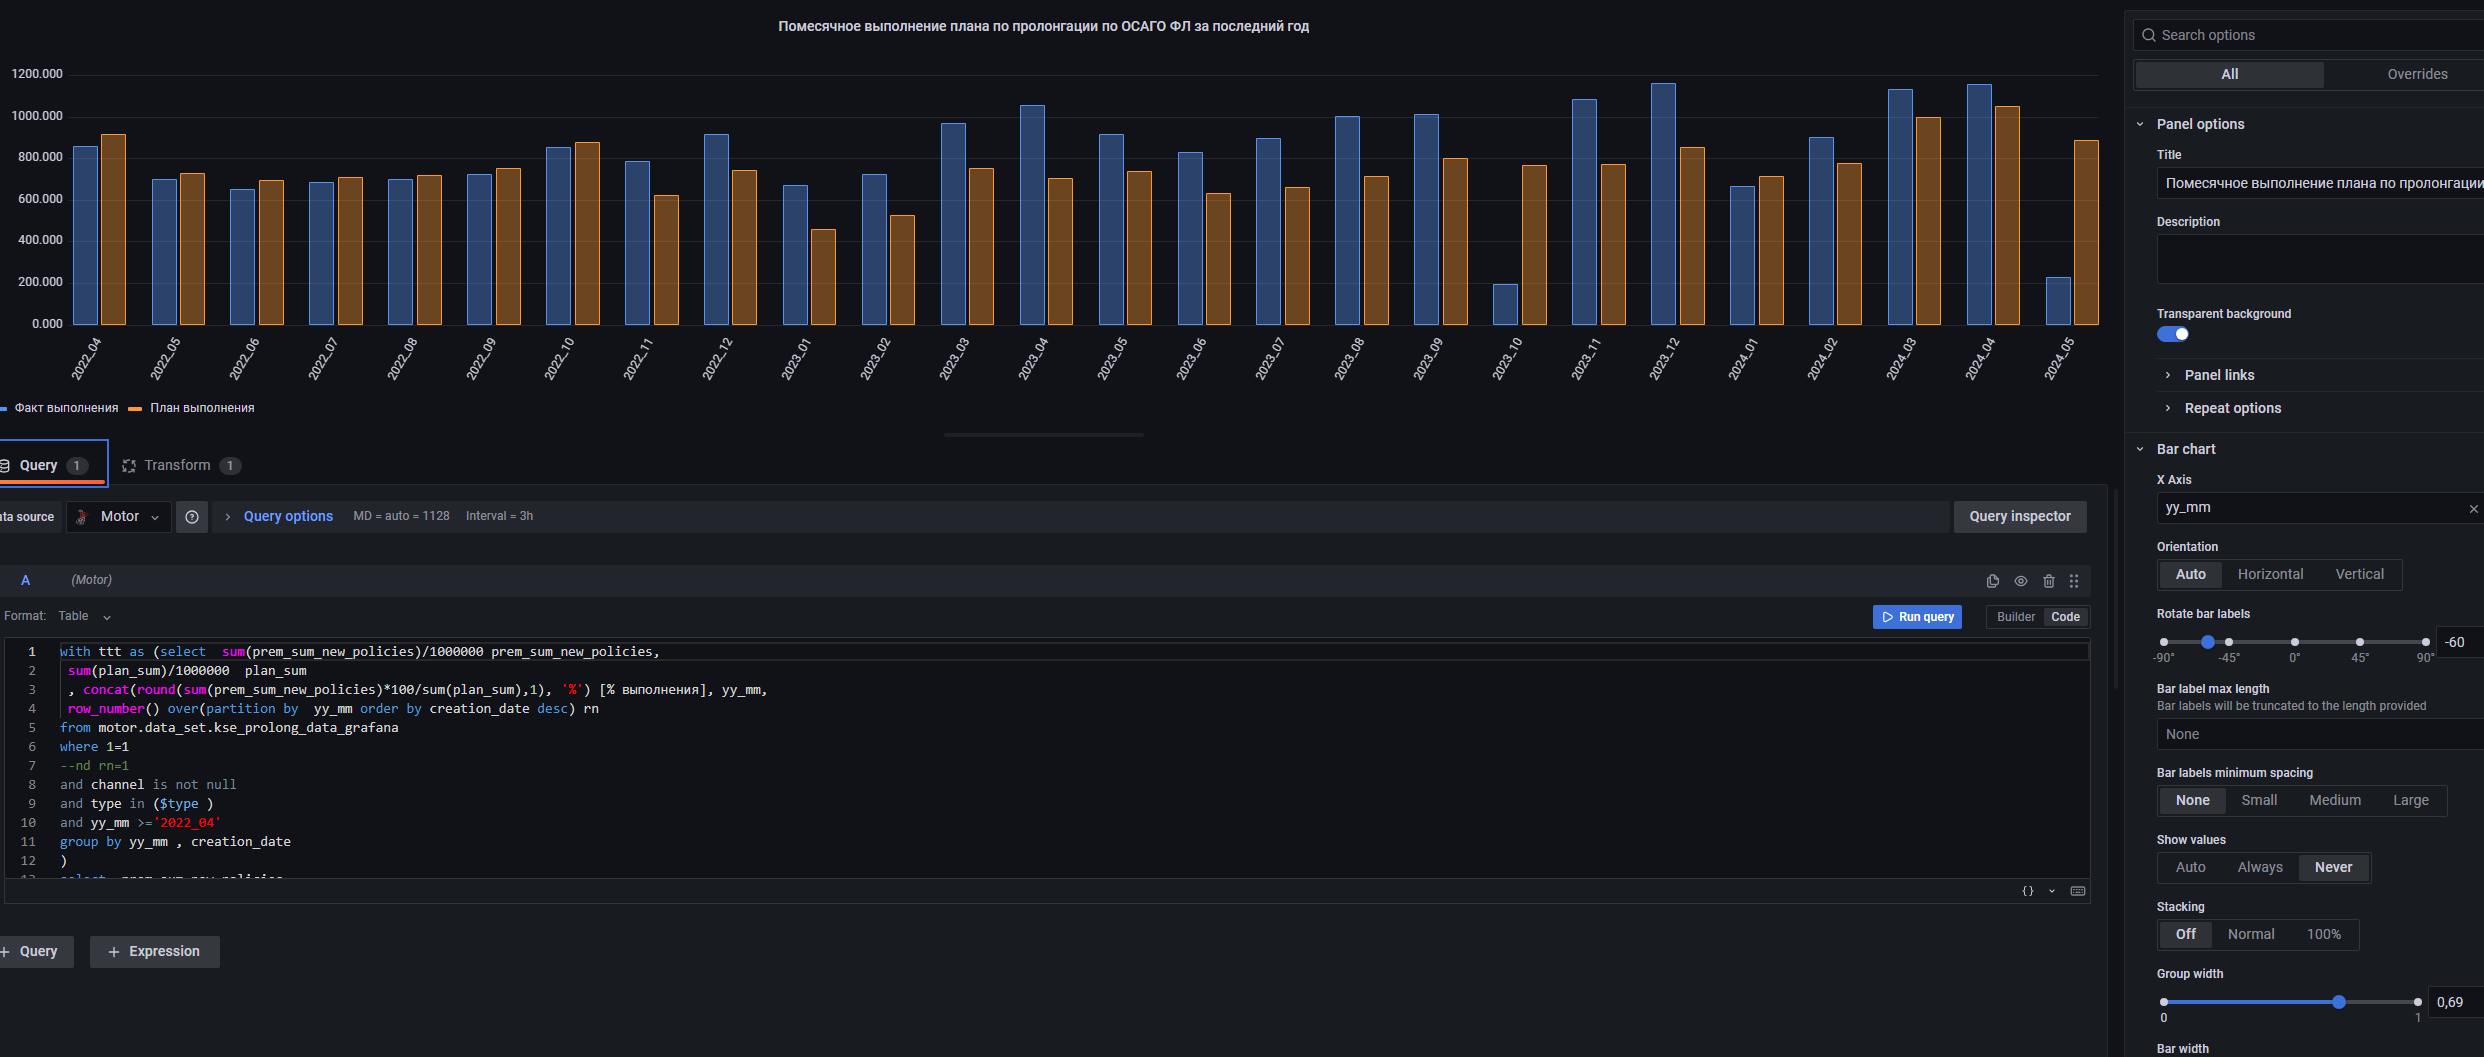 Помесячное выполнение плана по пролонгации по ОСАГО ФЛ за последний год
1200.000
1000.000
800.000
600.000
400.000
200.000
0.000
2022_04
2022_05
2022_06
2022_07
2022_08
2022_09
2022_10
2022_11
2022_12
2023_01
2023_02
2023_03
2023_04
2023_05
2023_06
2023_07
2023_08
2023_09
2023_10
2023_11
2023_12
2024_01
2024_02
2024_03
2024_04
2024_05
Факт выполнения План выполнения
Query 1 Transform 1
ata source Motor Query options MD = auto = 1128 Interval = 3h Query inspector
A (Motor)
Format: Table Run query Builder Code
1 with ttt as (select sum(prem_sum_new_policies)/1000000 prem_sum_new_policies,
2 sum(plan_sum)/1000000 plan_sum
3 , concat(round(sum(prem_sum_new_policies)*100/sum(plan_sum),1), '%') [% выполнения], yy_mm,
4 row_number() over(partition by yy_mm order by creation_date desc) rn
5 from motor.data_set.kse_prolong_data_grafana
6 where 1=1
7 --nd rn=1
8 and channel is not null
9 and type in ($type )
10 and yy_mm >='2022_04'
11 group by yy_mm , creation_date
12 )
13 select prem_sum_new_policies
{}
+ Query + Expression
Search options
All Overrides
Panel options
Title
Помесячное выполнение плана по пролонгации
Description
Transparent background
Panel links
Repeat options
Bar chart
X Axis
yy_mm
Orientation
Auto Horizontal Vertical
Rotate bar labels
-60
-90° -45° 0° 45° 90°
Bar label max length
Bar labels will be truncated to the length provided
None
Bar labels minimum spacing
None Small Medium Large
Show values
Auto Always Never
Stacking
Off Normal 100%
Group width
0,69
0 1
Bar width